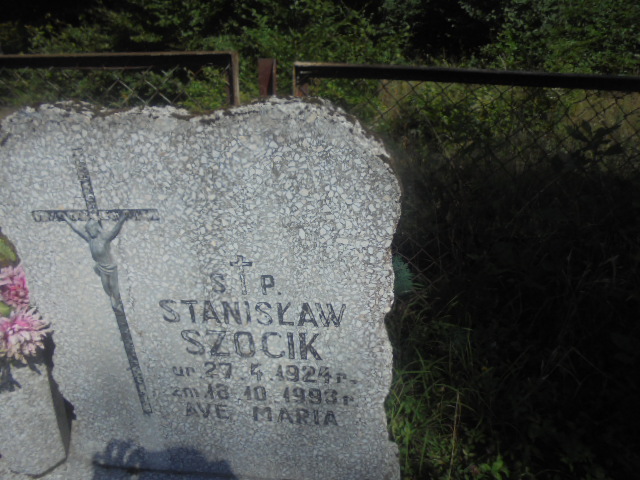 Ś † P.
STANISŁAW
SZOCIK
ur 27. 4. 1924 r.
zm 18. 10. 1993 r
AVE MARIA